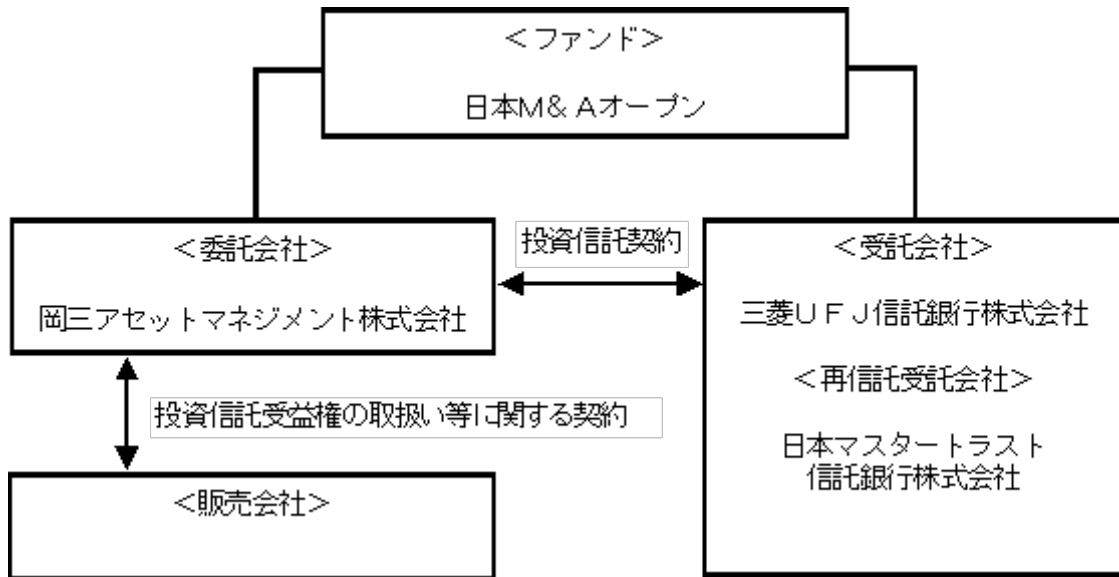 ＜ファンド＞
日本M＆Aオープン
＜委託会社＞
岡三アセットマネジメント株式会社
投資信託契約
＜受託会社＞
三菱ＵＦＪ信託銀行株式会社
＜再信託受託会社＞
日本マスタートラスト
信託銀行株式会社
投資信託受益権の取扱い等に関する契約
＜販売会社＞